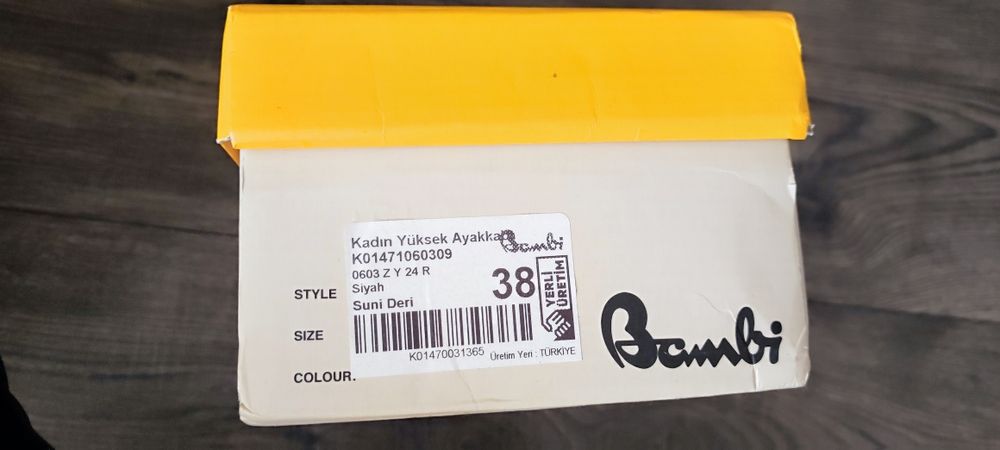 Kadın Yüksek Ayakka
Bambi
K01471060309
0603 Z Y 24 R
Siyah
38
YERLİ
ÜRETİM
Suni Deri
K01470031365
Üretim Yeri : TÜRKİYE
STYLE
SIZE
COLOUR.
Bambi